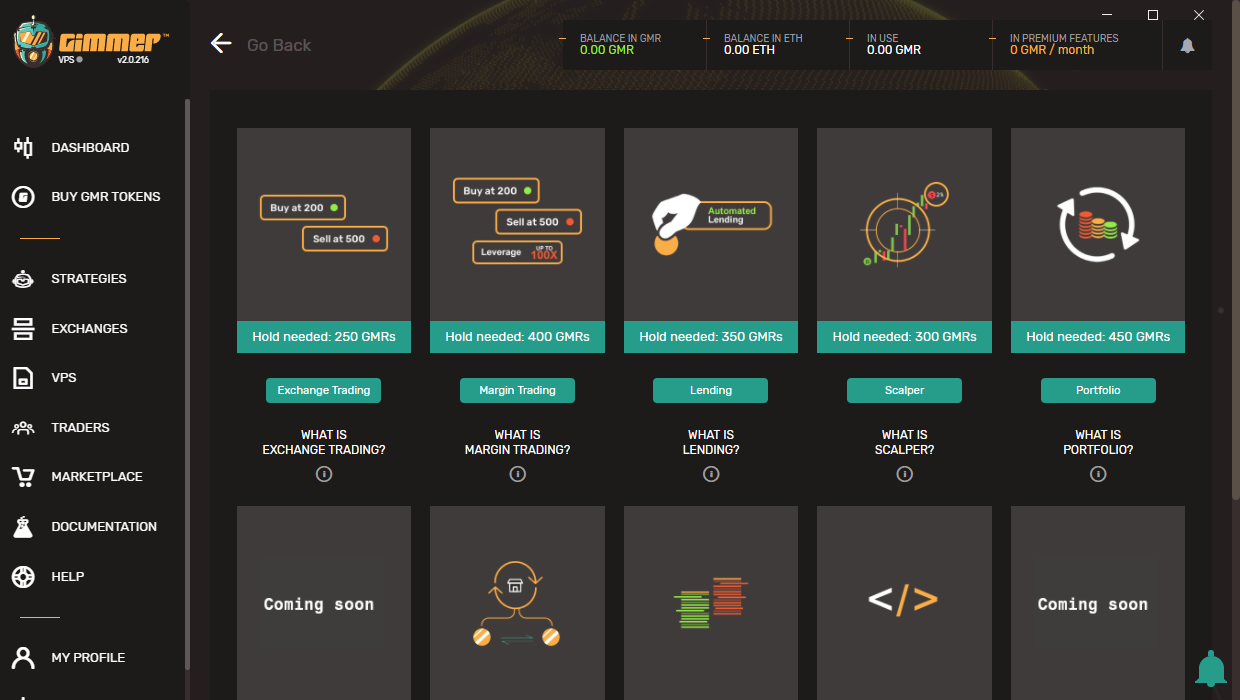 GIMMER™
VPS v2.0.216
Go Back
BALANCE IN GMR
0.00 GMR
BALANCE IN ETH
0.00 ETH
IN USE
0.00 GMR
IN PREMIUM FEATURES
0 GMR / month
DASHBOARD
BUY GMR TOKENS
STRATEGIES
EXCHANGES
VPS
TRADERS
MARKETPLACE
DOCUMENTATION
HELP
MY PROFILE
Buy at 200
Sell at 500
Hold needed: 250 GMRs
Exchange Trading
WHAT IS
EXCHANGE TRADING?
Buy at 200
Sell at 500
Leverage UP TO
100X
Hold needed: 400 GMRs
Margin Trading
WHAT IS
MARGIN TRADING?
Automated
Lending
Hold needed: 350 GMRs
Lending
WHAT IS
LENDING?
Hold needed: 300 GMRs
Scalper
WHAT IS
SCALPER?
Hold needed: 450 GMRs
Portfolio
WHAT IS
PORTFOLIO?
Coming soon
</>
Coming soon